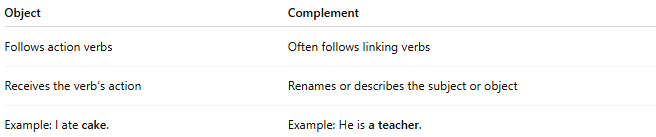 Object Complement
Follows action verbs Often follows linking verbs
Receives the verb's action Renames or describes the subject or object
Example: I ate cake. Example: He is a teacher.